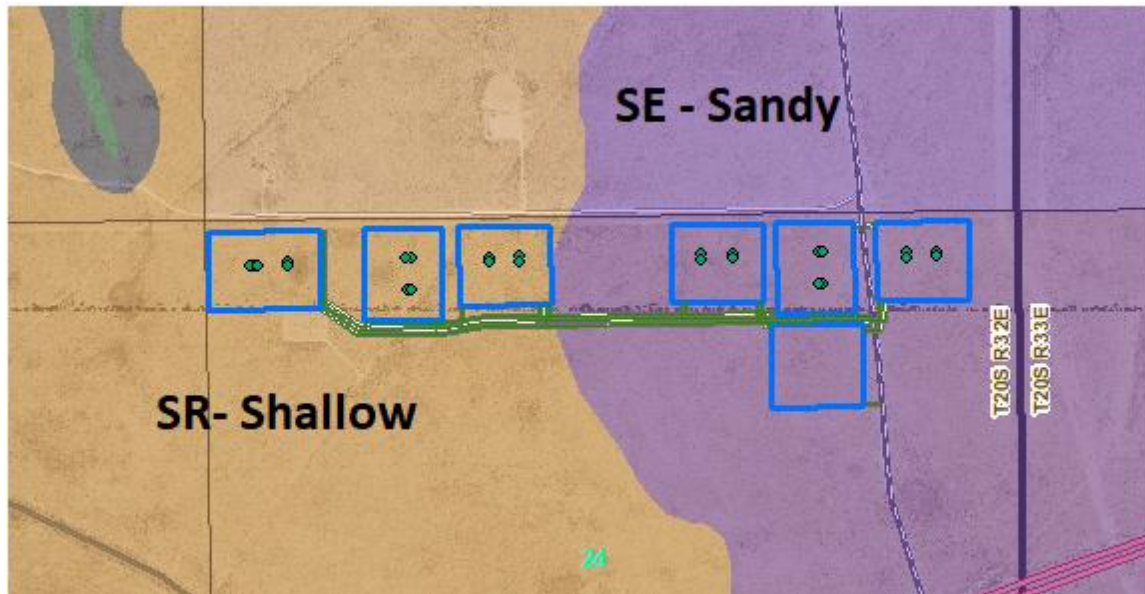 SE - Sandy
T20S R32E
T20S R33E
SR- Shallow
24